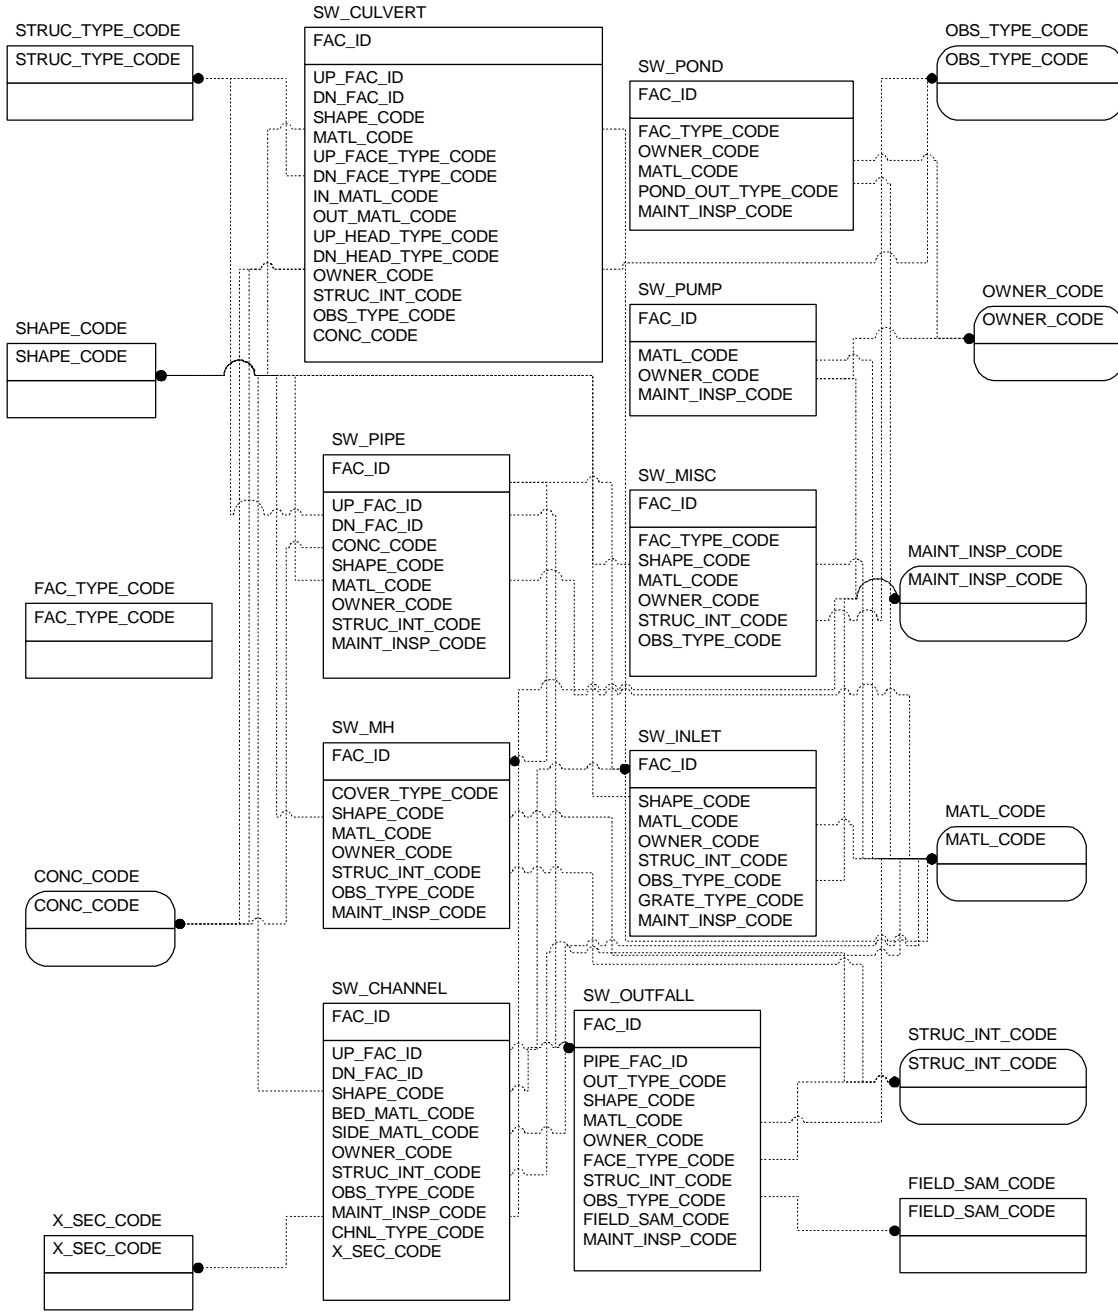 STRUC_TYPE_CODE
STRUC_TYPE_CODE
SHAPE_CODE
SHAPE_CODE
FAC_TYPE_CODE
FAC_TYPE_CODE
CONC_CODE
CONC_CODE
X_SEC_CODE
X_SEC_CODE
SW_CULVERT
FAC_ID
UP_FAC_ID
DN_FAC_ID
SHAPE_CODE
MATL_CODE
UP_FACE_TYPE_CODE
DN_FACE_TYPE_CODE
IN_MATL_CODE
OUT_MATL_CODE
UP_HEAD_TYPE_CODE
DN_HEAD_TYPE_CODE
OWNER_CODE
STRUC_INT_CODE
OBS_TYPE_CODE
CONC_CODE
SW_PIPE
FAC_ID
UP_FAC_ID
DN_FAC_ID
CONC_CODE
SHAPE_CODE
MATL_CODE
OWNER_CODE
STRUC_INT_CODE
MAINT_INSP_CODE
SW_MH
FAC_ID
COVER_TYPE_CODE
SHAPE_CODE
MATL_CODE
OWNER_CODE
STRUC_INT_CODE
OBS_TYPE_CODE
MAINT_INSP_CODE
SW_CHANNEL
FAC_ID
UP_FAC_ID
DN_FAC_ID
SHAPE_CODE
BED_MATL_CODE
SIDE_MATL_CODE
OWNER_CODE
STRUC_INT_CODE
OBS_TYPE_CODE
MAINT_INSP_CODE
CHNL_TYPE_CODE
X_SEC_CODE
SW_POND
FAC_ID
FAC_TYPE_CODE
OWNER_CODE
MATL_CODE
POND_OUT_TYPE_CODE
MAINT_INSP_CODE
SW_PUMP
FAC_ID
MATL_CODE
OWNER_CODE
MAINT_INSP_CODE
SW_MISC
FAC_ID
FAC_TYPE_CODE
SHAPE_CODE
MATL_CODE
OWNER_CODE
STRUC_INT_CODE
OBS_TYPE_CODE
SW_INLET
FAC_ID
SHAPE_CODE
MATL_CODE
OWNER_CODE
STRUC_INT_CODE
OBS_TYPE_CODE
GRATE_TYPE_CODE
MAINT_INSP_CODE
SW_OUTFALL
FAC_ID
PIPE_FAC_ID
OUT_TYPE_CODE
SHAPE_CODE
MATL_CODE
OWNER_CODE
FACE_TYPE_CODE
STRUC_INT_CODE
OBS_TYPE_CODE
FIELD_SAM_CODE
MAINT_INSP_CODE
OBS_TYPE_CODE
OBS_TYPE_CODE
OWNER_CODE
OWNER_CODE
MAINT_INSP_CODE
MAINT_INSP_CODE
MATL_CODE
MATL_CODE
STRUC_INT_CODE
STRUC_INT_CODE
FIELD_SAM_CODE
FIELD_SAM_CODE